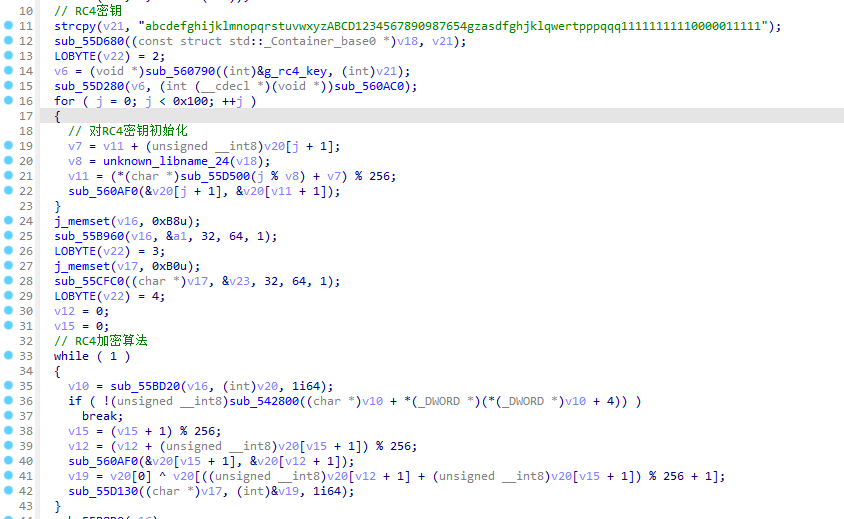 10 // RC4密钥
11 strcpy(v21, "abcdefghijklmnopqrstuvwxyzABCD1234567890987654gzasdfghjklqwertpppqqq11111111110000011111");
12 sub_55D680((const struct std::_Container_base0 *)v18, v21);
13 LOBYTE(v22) = 2;
14 v6 = (void *)sub_560790((int)&g_rc4_key, (int)v21);
15 sub_55D280(v6, (int (__cdecl *)(void *))sub_560AC0);
16 for ( j = 0; j < 0x100; ++j )
17 {
18 // 对RC4密钥初始化
19 v7 = v11 + (unsigned __int8)v20[j + 1];
20 v8 = unknown_libname_24(v18);
21 v11 = (*(char *)sub_55D500(j % v8) + v7) % 256;
22 sub_560AF0(&v20[j + 1], &v20[v11 + 1]);
23 }
24 j_memset(v16, 0xB8u);
25 sub_55B960(v16, &a1, 32, 64, 1);
26 LOBYTE(v22) = 3;
27 j_memset(v17, 0xB0u);
28 sub_55CFC0((char *)v17, &v23, 32, 64, 1);
29 LOBYTE(v22) = 4;
30 v12 = 0;
31 v15 = 0;
32 // RC4加密算法
33 while ( 1 )
34 {
35 v10 = sub_55BD20(v16, (int)v20, 1i64);
36 if ( !(unsigned __int8)sub_542800((char *)v10 + *(_DWORD *)(*(_DWORD *)v10 + 4)) )
37 break;
38 v15 = (v15 + 1) % 256;
39 v12 = (v12 + (unsigned __int8)v20[v15 + 1]) % 256;
40 sub_560AF0(&v20[v15 + 1], &v20[v12 + 1]);
41 v19 = v20[0] ^ v20[((unsigned __int8)v20[v12 + 1] + (unsigned __int8)v20[v15 + 1]) % 256 + 1];
42 sub_55D130((char *)v17, (int)&v19, 1i64);
43 }